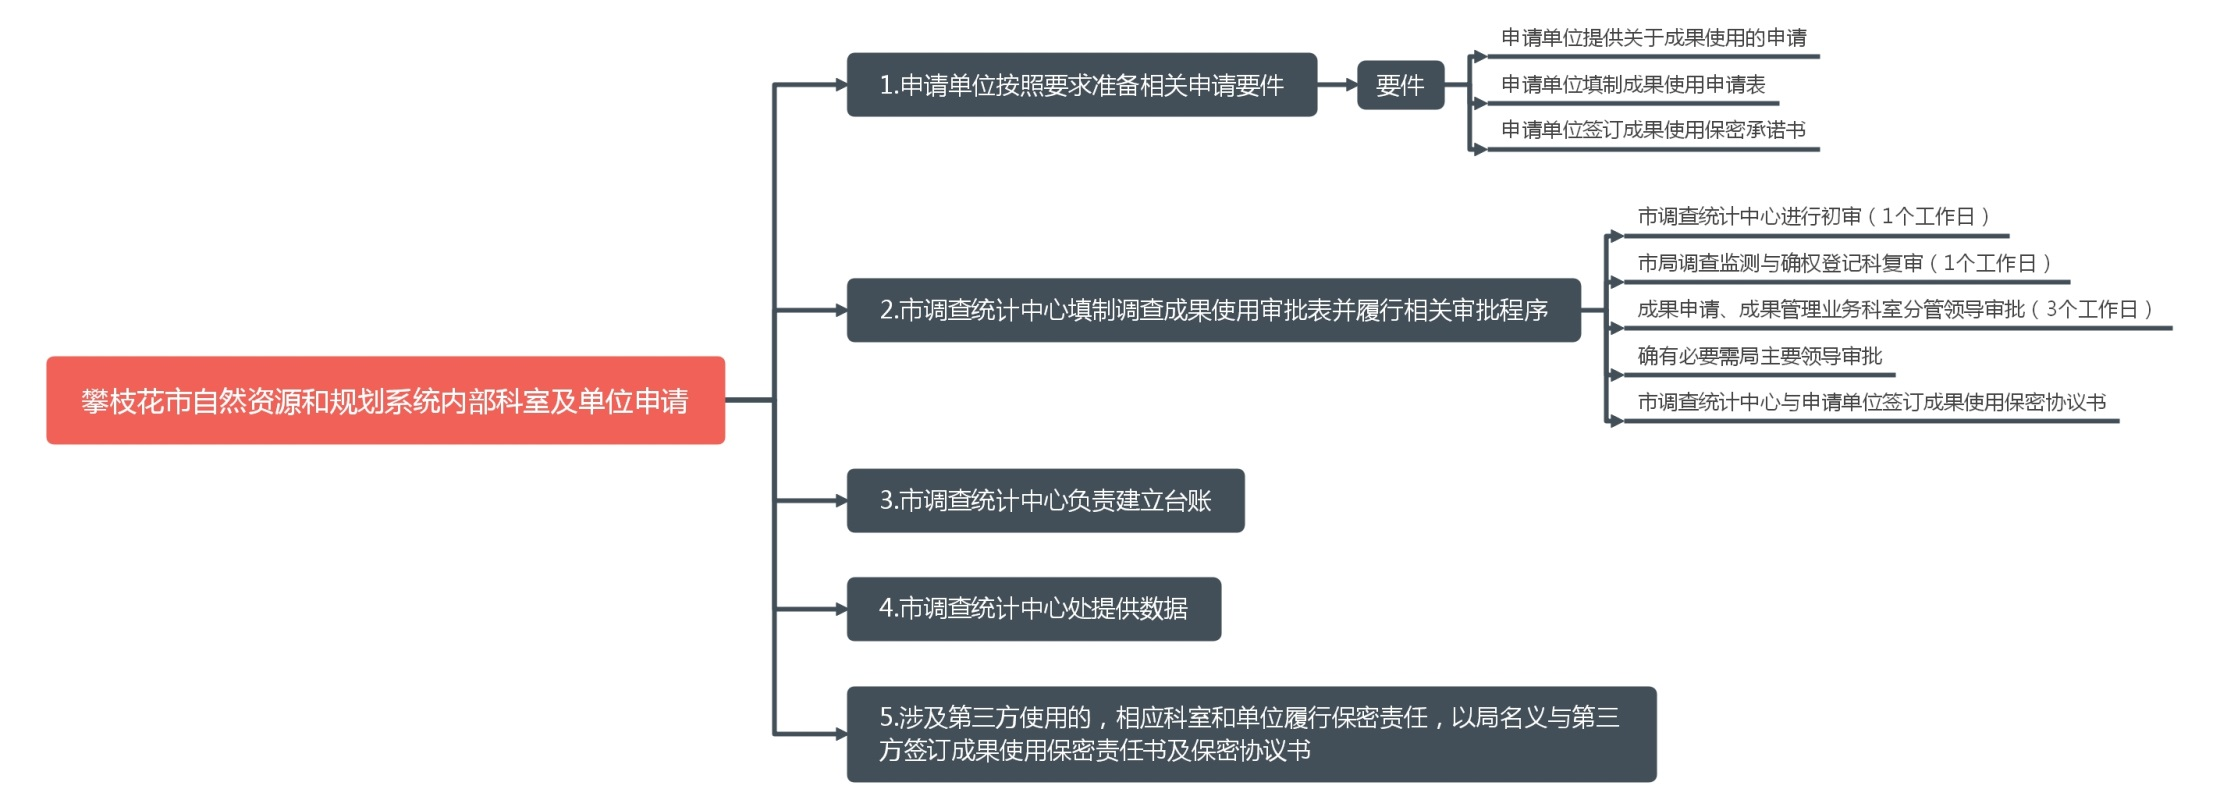 攀枝花市自然资源和规划系统内部科室及单位申请
1.申请单位按照要求准备相关申请要件
要件
申请单位提供关于成果使用的申请
申请单位填制成果使用申请表
申请单位签订成果使用保密承诺书
2.市调查统计中心填制调查成果使用审批表并履行相关审批程序
市调查统计中心进行初审（1个工作日）
市局调查监测与确权登记科复审（1个工作日）
成果申请、成果管理业务科室分管领导审批（3个工作日）
确有必要需局主要领导审批
市调查统计中心与申请单位签订成果使用保密协议书
3.市调查统计中心负责建立台账
4.市调查统计中心处提供数据
5.涉及第三方使用的，相应科室和单位履行保密责任，以局名义与第三
方签订成果使用保密责任书及保密协议书